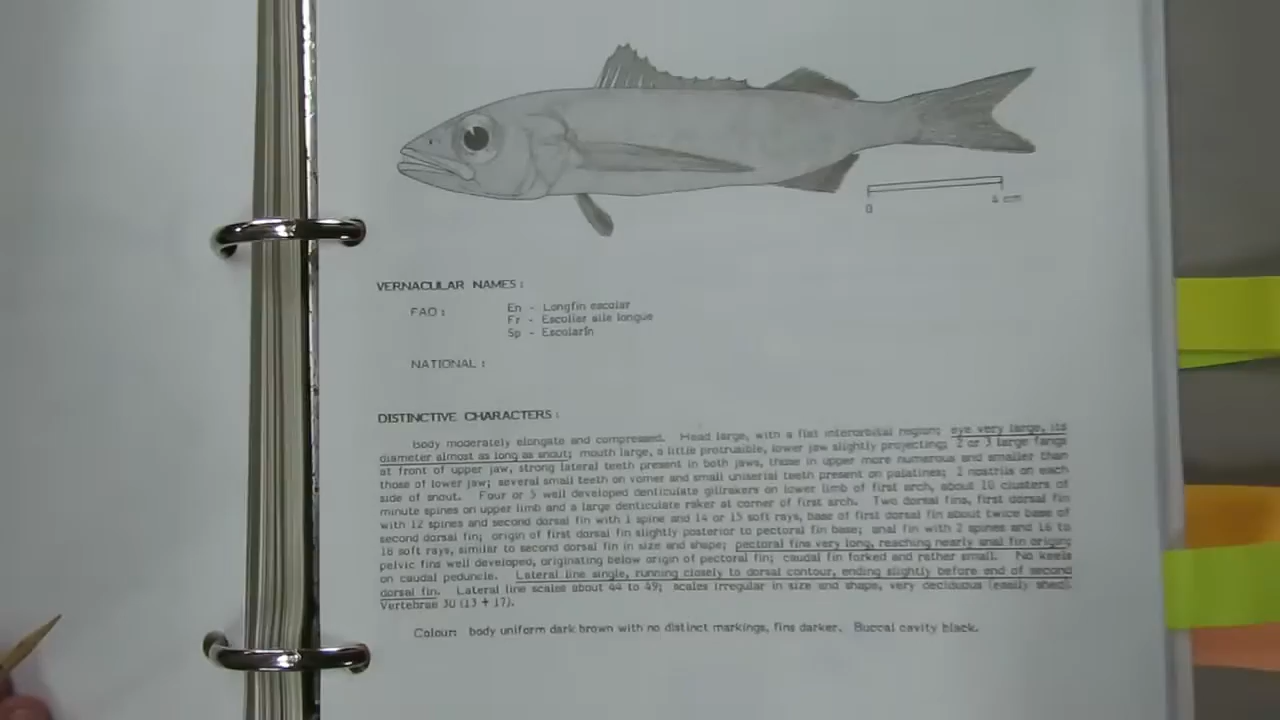 0 4 cm
VERNACULAR NAMES :
FAO : En - Longfin escolar
Fr - Escolier aile longue
Sp - Escolarín
NATIONAL :
DISTINCTIVE CHARACTERS :
Body moderately elongate and compressed. Head large, with a flat interorbital region; eye very large, its
diameter almost as long as snout; mouth large, a little protrusible, lower jaw slightly projecting; 2 or 3 large fangs
at front of upper jaw, strong lateral teeth present in both jaws, those in upper more numerous and smaller than
those of lower jaw; several small teeth on vomer and small uniserial teeth present on palatines; 2 nostrils on each
side of snout. Four or 5 well developed denticulate gillrakers on lower limb of first arch, about 10 clusters of
minute spines on upper limb and a large denticulate raker at corner of first arch. Two dorsal fins, first dorsal fin
with 12 spines and second dorsal fin with 1 spine and 14 or 15 soft rays, base of first dorsal fin about twice base of
second dorsal fin; origin of first dorsal fin slightly posterior to pectoral fin base; anal fin with 2 spines and 16 to
18 soft rays, similar to second dorsal fin in size and shape; pectoral fins very long, reaching nearly anal fin origin;
pelvic fins well developed, originating below origin of pectoral fin; caudal fin forked and rather small. No keels
on caudal peduncle. Lateral line single, running closely to dorsal contour, ending slightly before end of second
dorsal fin. Lateral line scales about 44 to 49; scales irregular in size and shape, very deciduous (easily shed).
Vertebrae 30 (13 + 17).
Colour: body uniform dark brown with no distinct markings, fins darker. Buccal cavity black.